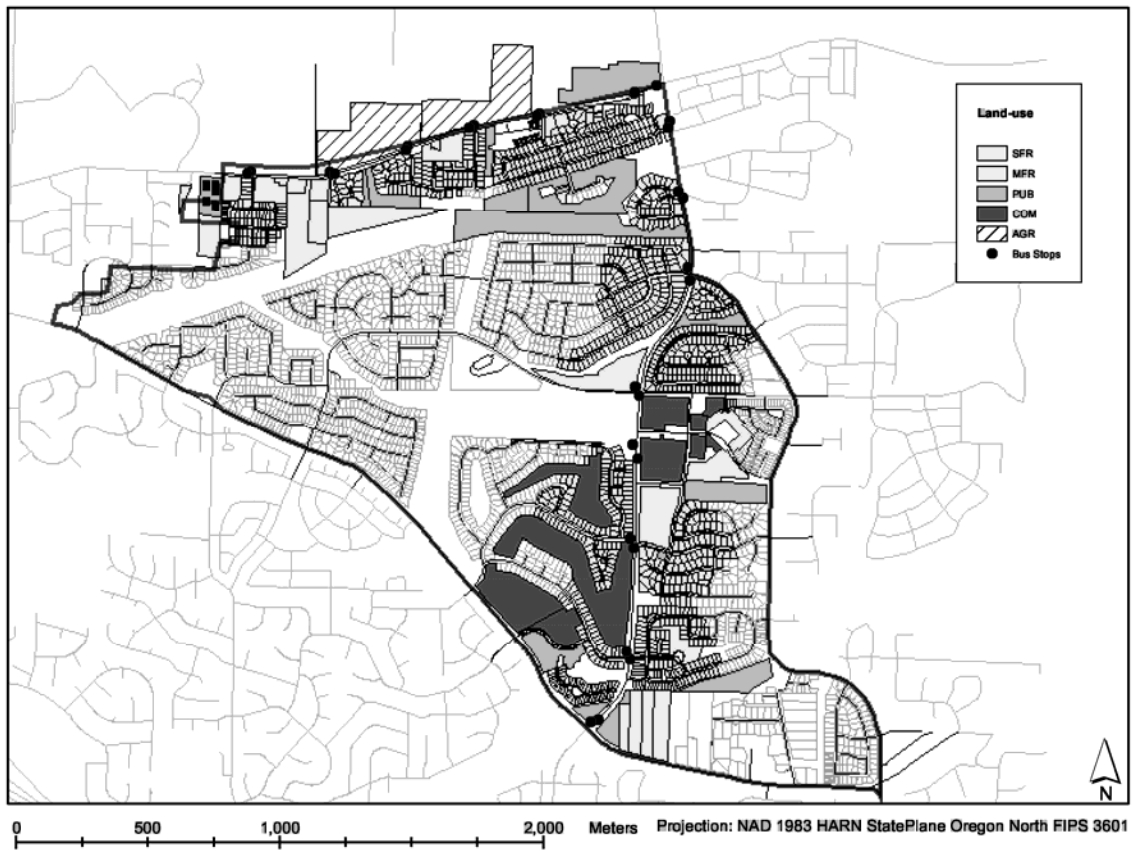 Land-use
SFR
MFR
PUB
COM
AGR
Bus Stops
N
0 500 1,000 2,000 Meters Projection: NAD 1983 HARN StatePlane Oregon North FIPS 3601